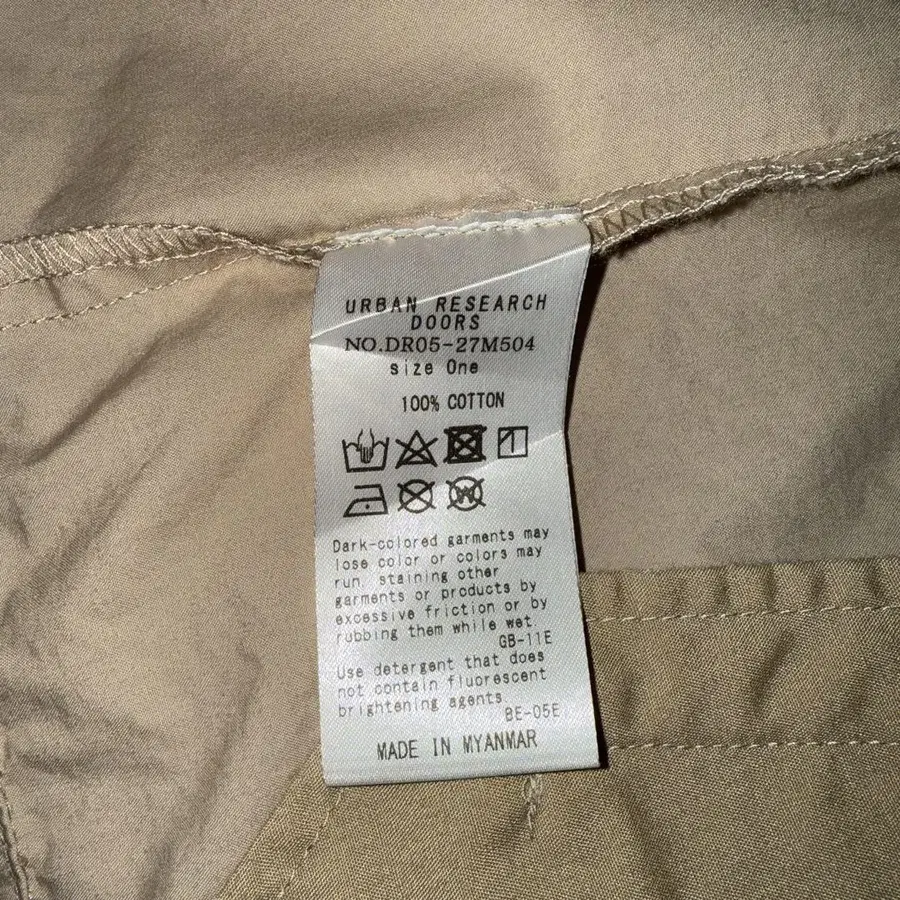 URBAN RESEARCH
DOORS
NO.DR05-27M504
size One
100% COTTON
W
Dark-colored garments may
lose color or colors may
run, staining other
garments or products by
excessive friction or by
rubbing them while wet.
GB-11E
Use detergent that does
not contain fluorescent
brightening agents.
BE-05E
MADE IN MYANMAR